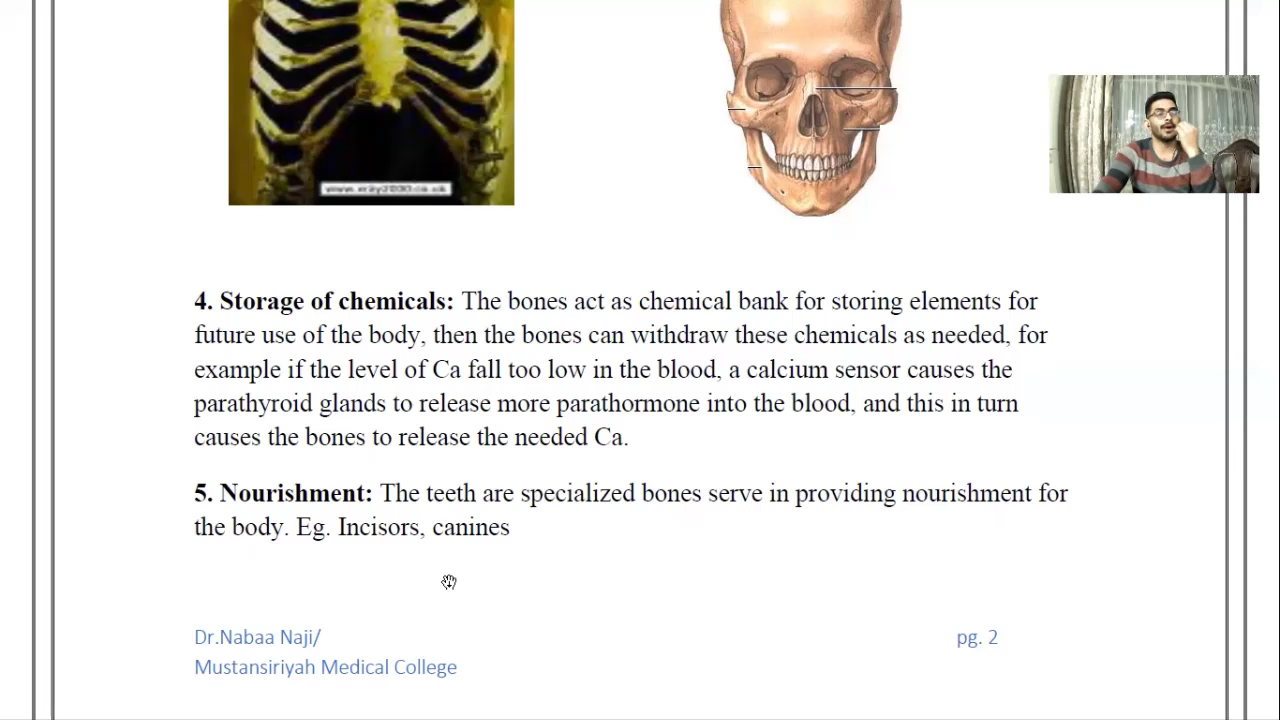 4. Storage of chemicals: The bones act as chemical bank for storing elements for
future use of the body, then the bones can withdraw these chemicals as needed, for
example if the level of Ca fall too low in the blood, a calcium sensor causes the
parathyroid glands to release more parathormone into the blood, and this in turn
causes the bones to release the needed Ca.
5. Nourishment: The teeth are specialized bones serve in providing nourishment for
the body. Eg. Incisors, canines
Dr.Nabaa Naji/ pg. 2
Mustansiriyah Medical College